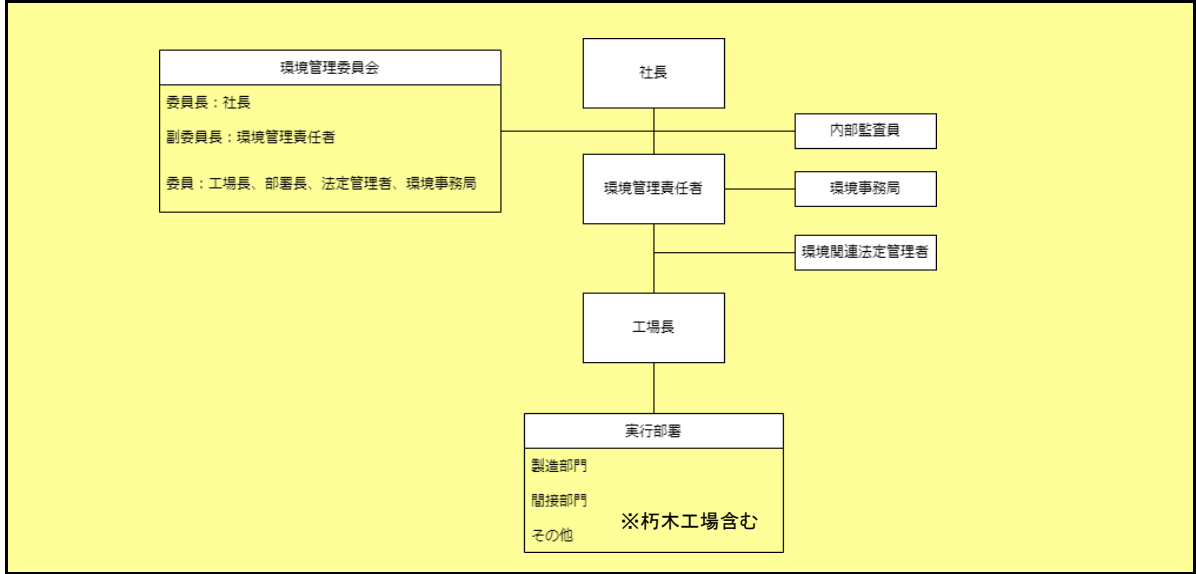 環境管理委員会
委員長：社長
副委員長：環境管理責任者
委員：工場長、部署長、法定管理者、環境事務局
社長
内部監査員
環境管理責任者
環境事務局
環境関連法定管理者
工場長
実行部署
製造部門
間接部門
その他
※朽木工場含む